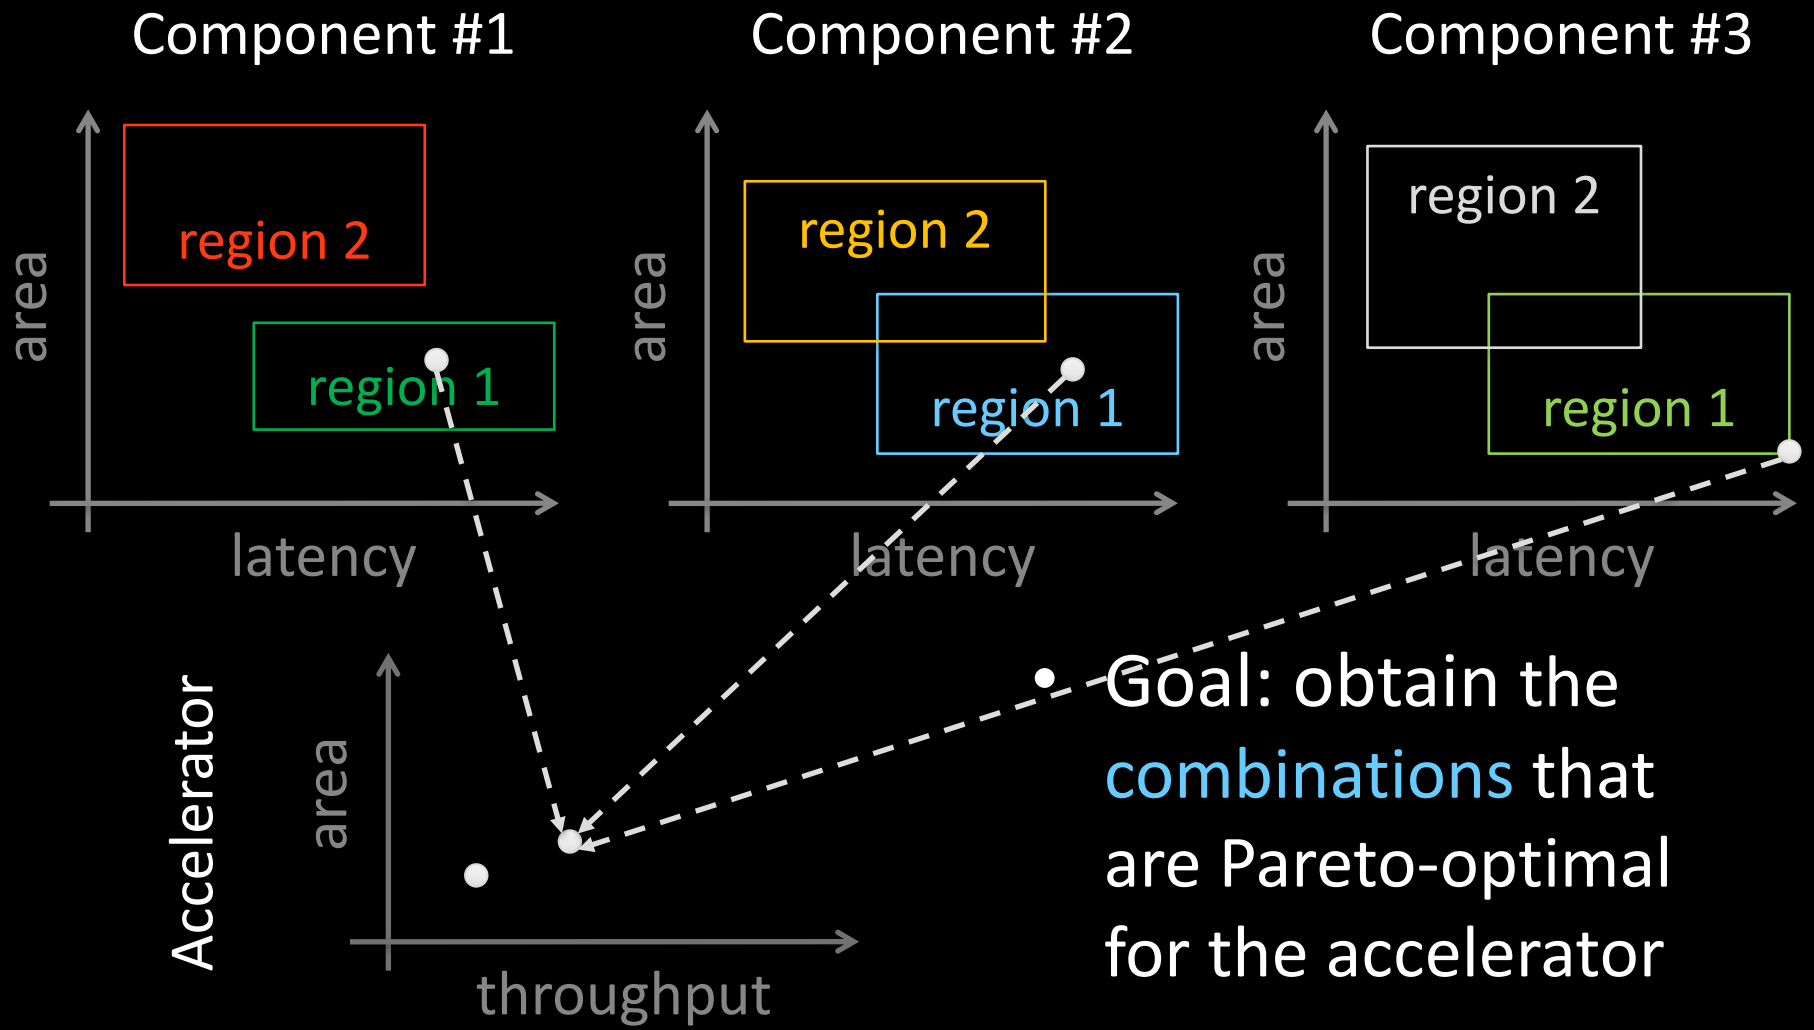 Component #1
Component #2
Component #3
area
region 2
region 1
latency
area
region 2
region 1
latency
area
region 2
region 1
latency
Accelerator
area
throughput
Goal: obtain the
combinations that
are Pareto-optimal
for the accelerator